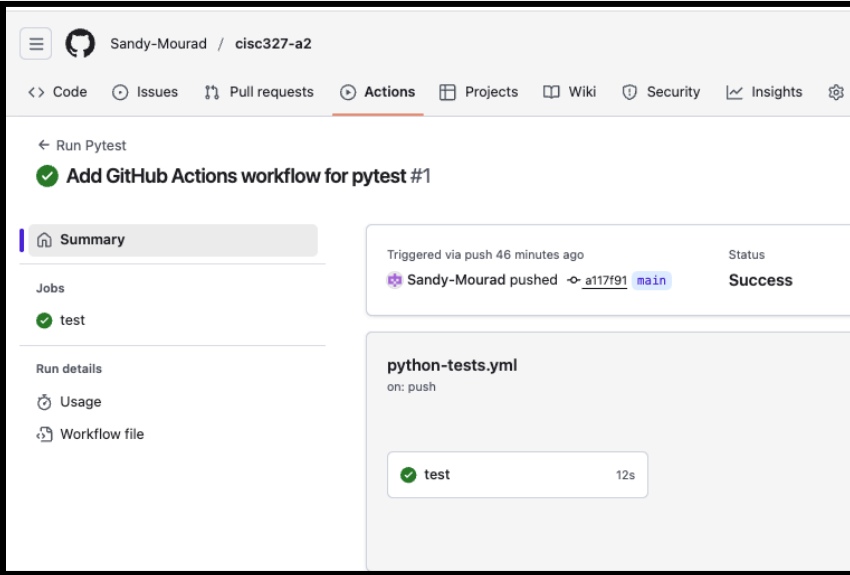 Sandy-Mourad / cisc327-a2
Code Issues Pull requests Actions Projects Wiki Security Insights
Run Pytest
Add GitHub Actions workflow for pytest #1
Summary
Jobs
test
Run details
Usage
Workflow file
Triggered via push 46 minutes ago
Sandy-Mourad pushed a117f91 main
Status
Success
python-tests.yml
on: push
test 12s